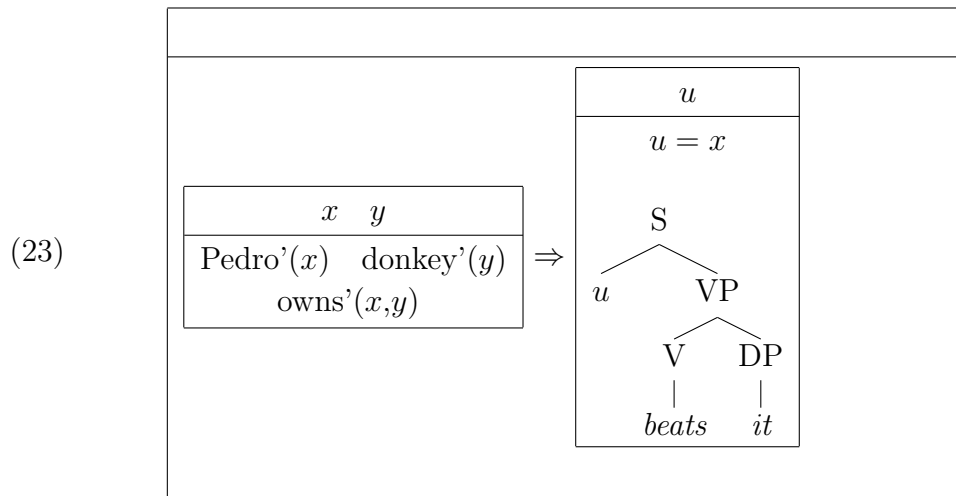 u
u = x
x y
S
(23)
Pedro’(x) donkey’(y) ⇒
owns’(x,y)
u VP
V DP
beats it